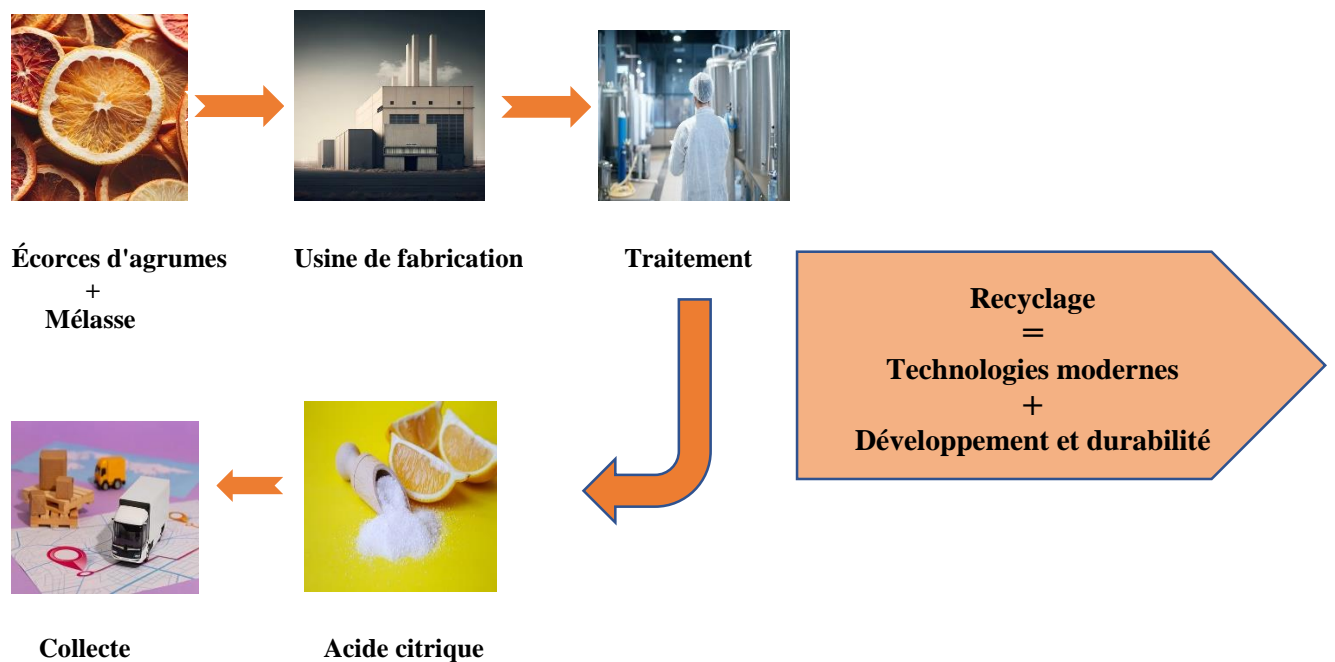 Écorces d'agrumes
+
Mélasse
Usine de fabrication
Traitement
Recyclage
=
Technologies modernes
+
Développement et durabilité
Collecte
Acide citrique